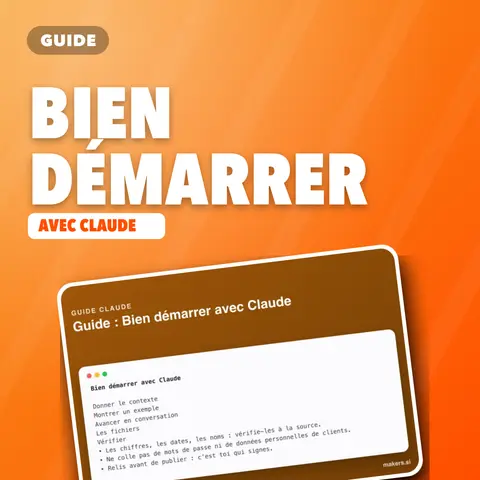 GUIDE
BIEN
DÉMARRER
AVEC CLAUDE
GUIDE CLAUDE
Guide : Bien démarrer avec Claude
Bien démarrer avec Claude
Donner le contexte
Montrer un exemple
Avancer en conversation
Les fichiers
Vérifier
• Les chiffres, les dates, les noms : vérifie-les à la source.
• Ne colle pas de mots de passe ni de données personnelles de clients.
• Relis avant de publier : c'est toi qui signes.
makers.ai